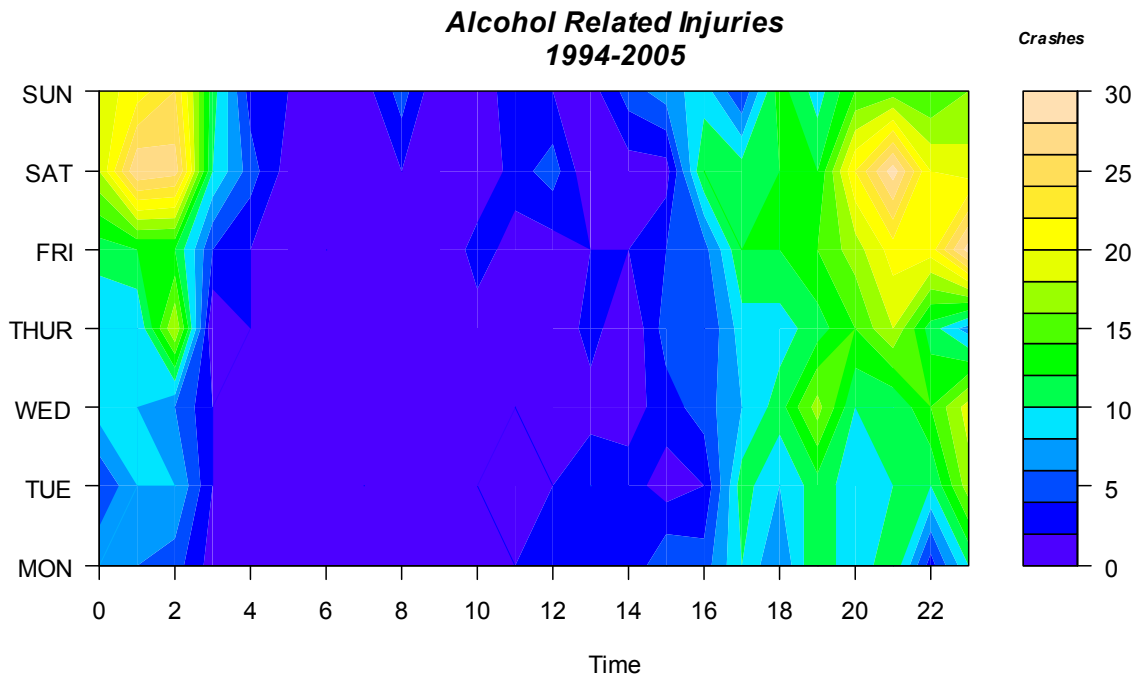 Alcohol Related Injuries
1994-2005
Crashes
SUN
SAT
FRI
THUR
WED
TUE
MON
0 2 4 6 8 10 12 14 16 18 20 22
Time
30
25
20
15
10
5
0